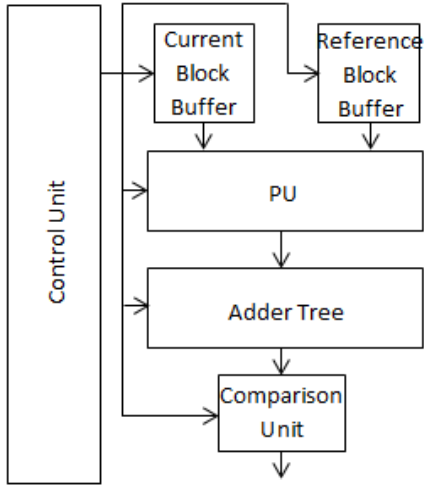 Control Unit
Current
Block
Buffer
Reference
Block
Buffer
PU
Adder Tree
Comparison
Unit